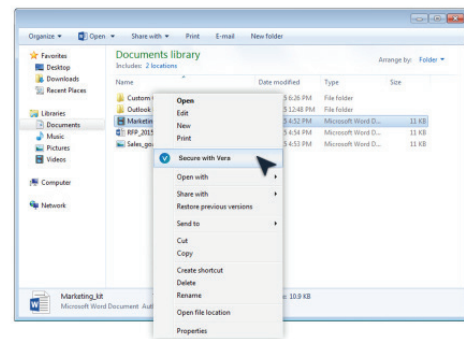 Organize Open Share with Print E-mail New folder
Favorites
Desktop
Downloads
Recent Places
Libraries
Documents
Music
Pictures
Videos
Computer
Network
Documents library
Includes: 2 locations
Arrange by: Folder
Name Date modified Type Size
Custom 6:26 PM File folder
Outlook 12:48 PM File folder
Marketin 4:52 PM Microsoft Word D... 11 KB
RFP_2015 4:54 PM Microsoft Word D... 11 KB
Sales_go 4:53 PM Microsoft Word D... 11 KB
Open
Edit
New
Print
Secure with Vera
Open with
Share with
Restore previous versions
Send to
Cut
Copy
Create shortcut
Delete
Rename
Open file location
Properties
Marketing_kit 10.9 KB
Microsoft Word Document